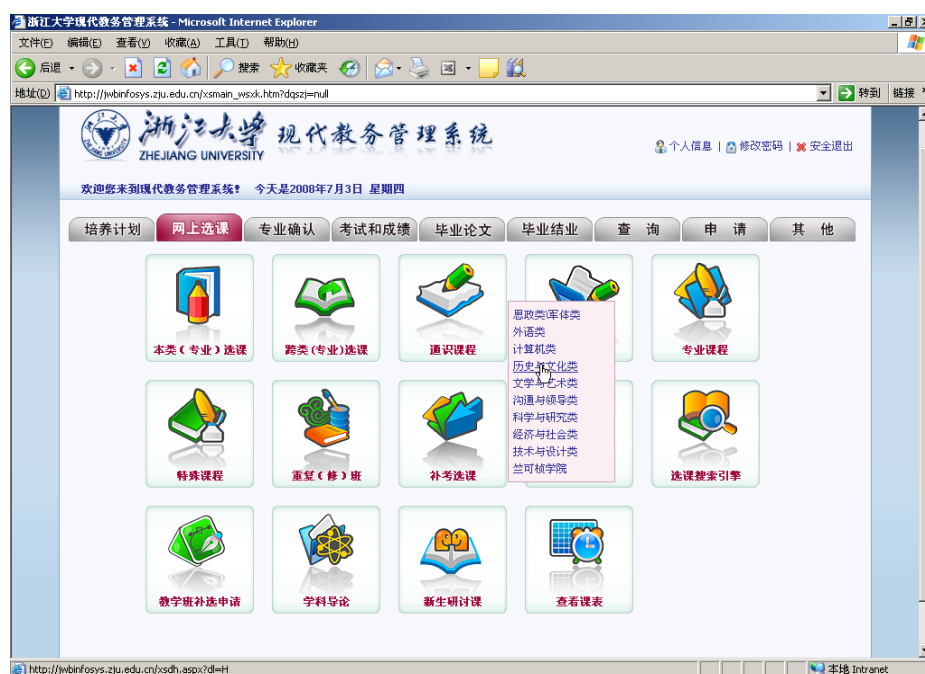 浙江大学现代教务管理系统 - Microsoft Internet Explorer
文件(F) 编辑(E) 查看(V) 收藏(A) 工具(T) 帮助(H)
后退 搜索 收藏夹
地址(D) http://jwbinfosys.zju.edu.cn/xsmain_wsxk.htm?dqszj=null 转到 链接
浙江大学 现代教务管理系统
ZHEJIANG UNIVERSITY
个人信息 | 修改密码 | 安全退出
欢迎您来到现代教务管理系统! 今天是2008年7月3日 星期四
培养计划 网上选课 专业确认 考试和成绩 毕业论文 毕业结业 查 询 申 请 其 他
思政类\军体类
外语类
计算机类
历史与文化类
文学与艺术类
沟通与领导类
科学与研究类
经济与社会类
技术与设计类
竺可桢学院
本类(专业)选课 跨类(专业)选课 通识课程 专业课程
特殊课程 重复(修)班 补考选课 选课搜索引擎
教学班补选申请 学科导论 新生研讨课 查看课表
http://jwbinfosys.zju.edu.cn/xsdh.aspx?dl=H 本地 Intranet